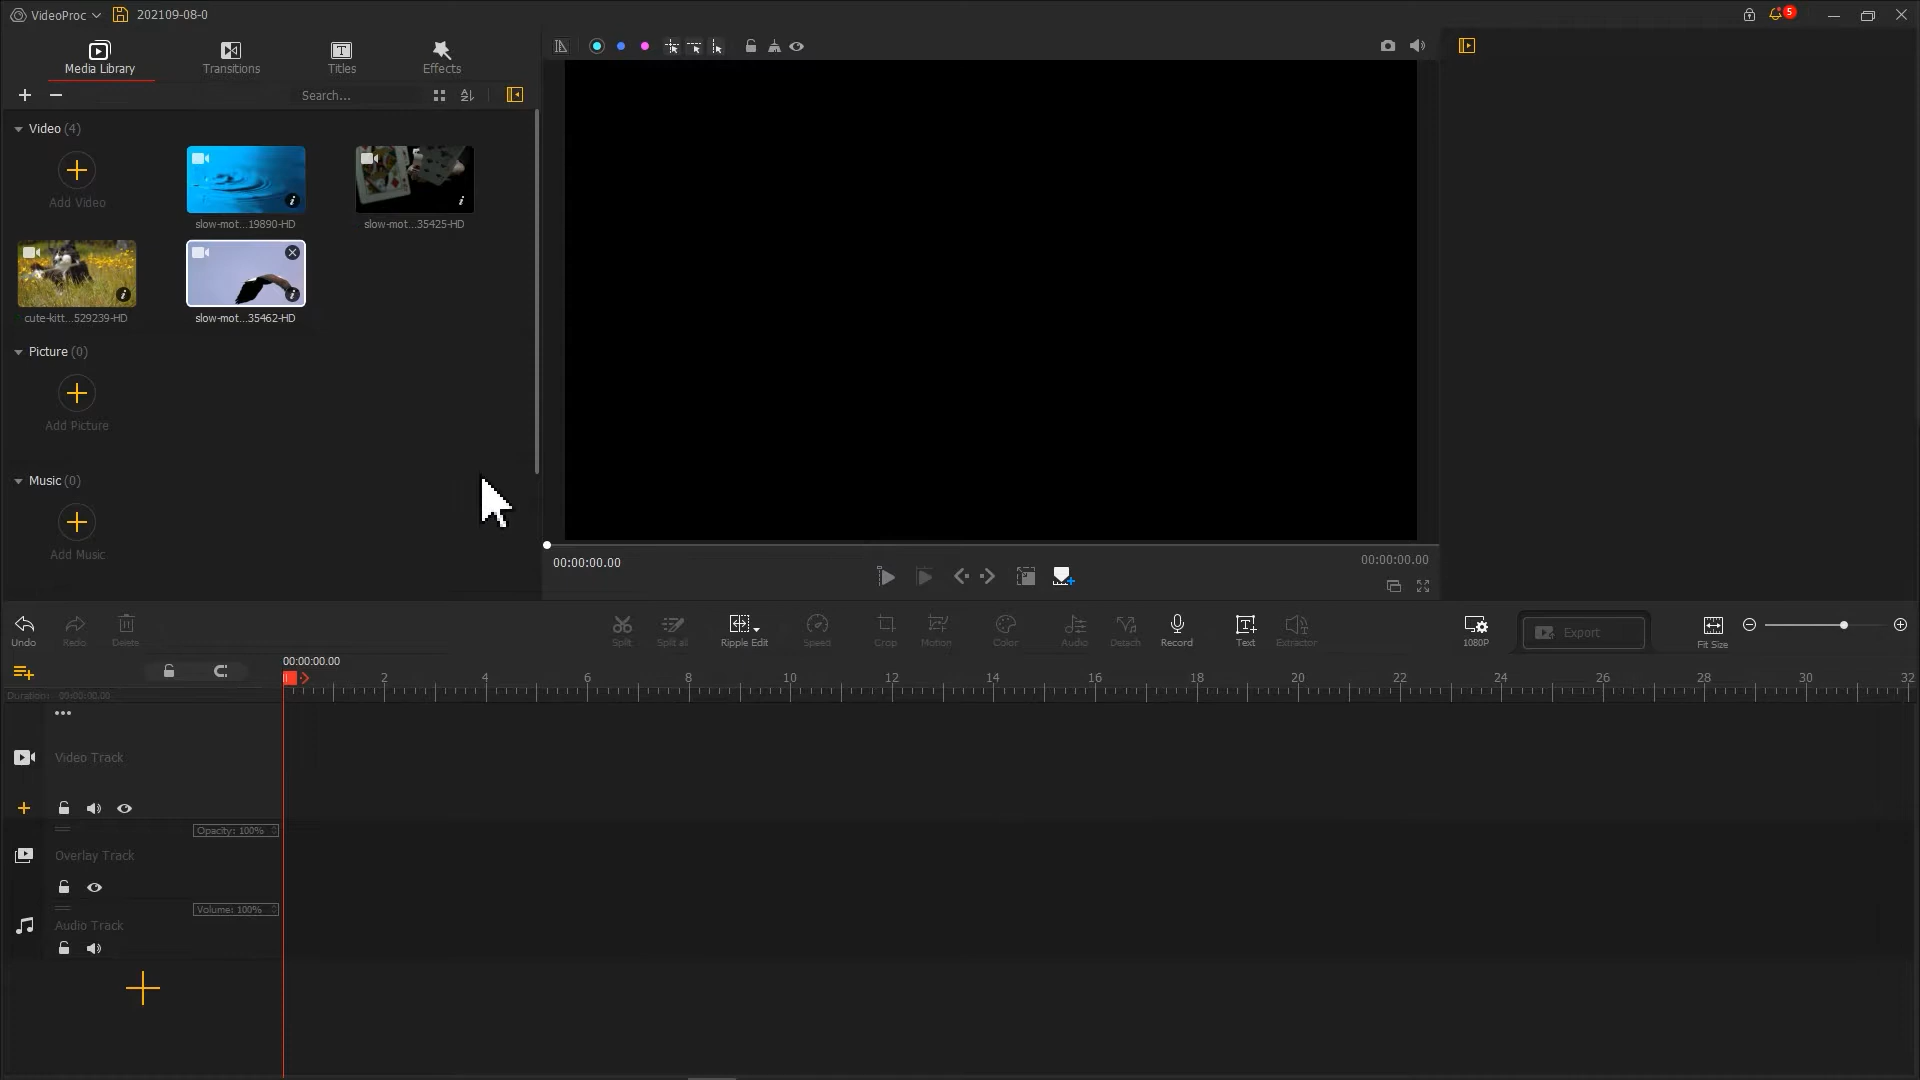 VideoProc 202109-08-0 5
Media Library Transitions Titles Effects
Search...
Video (4)
Add Video
slow-mot...19890-HD slow-mot...35425-HD
cute-kitt...529239-HD slow-mot...35462-HD
Picture (0)
Add Picture
Music (0)
Add Music
00:00:00.00 00:00:00.00
Undo Redo Delete Split Split all Ripple Edit Speed Crop Motion Color Audio Detach Record Text Extractor 1080P Export Fit Size
00:00:00.00
2 4 6 8 10 12 14 16 18 20 22 24 26 28 30 32
Duration: 00:00:00.00
Video Track
Opacity: 100%
Overlay Track
Volume: 100%
Audio Track